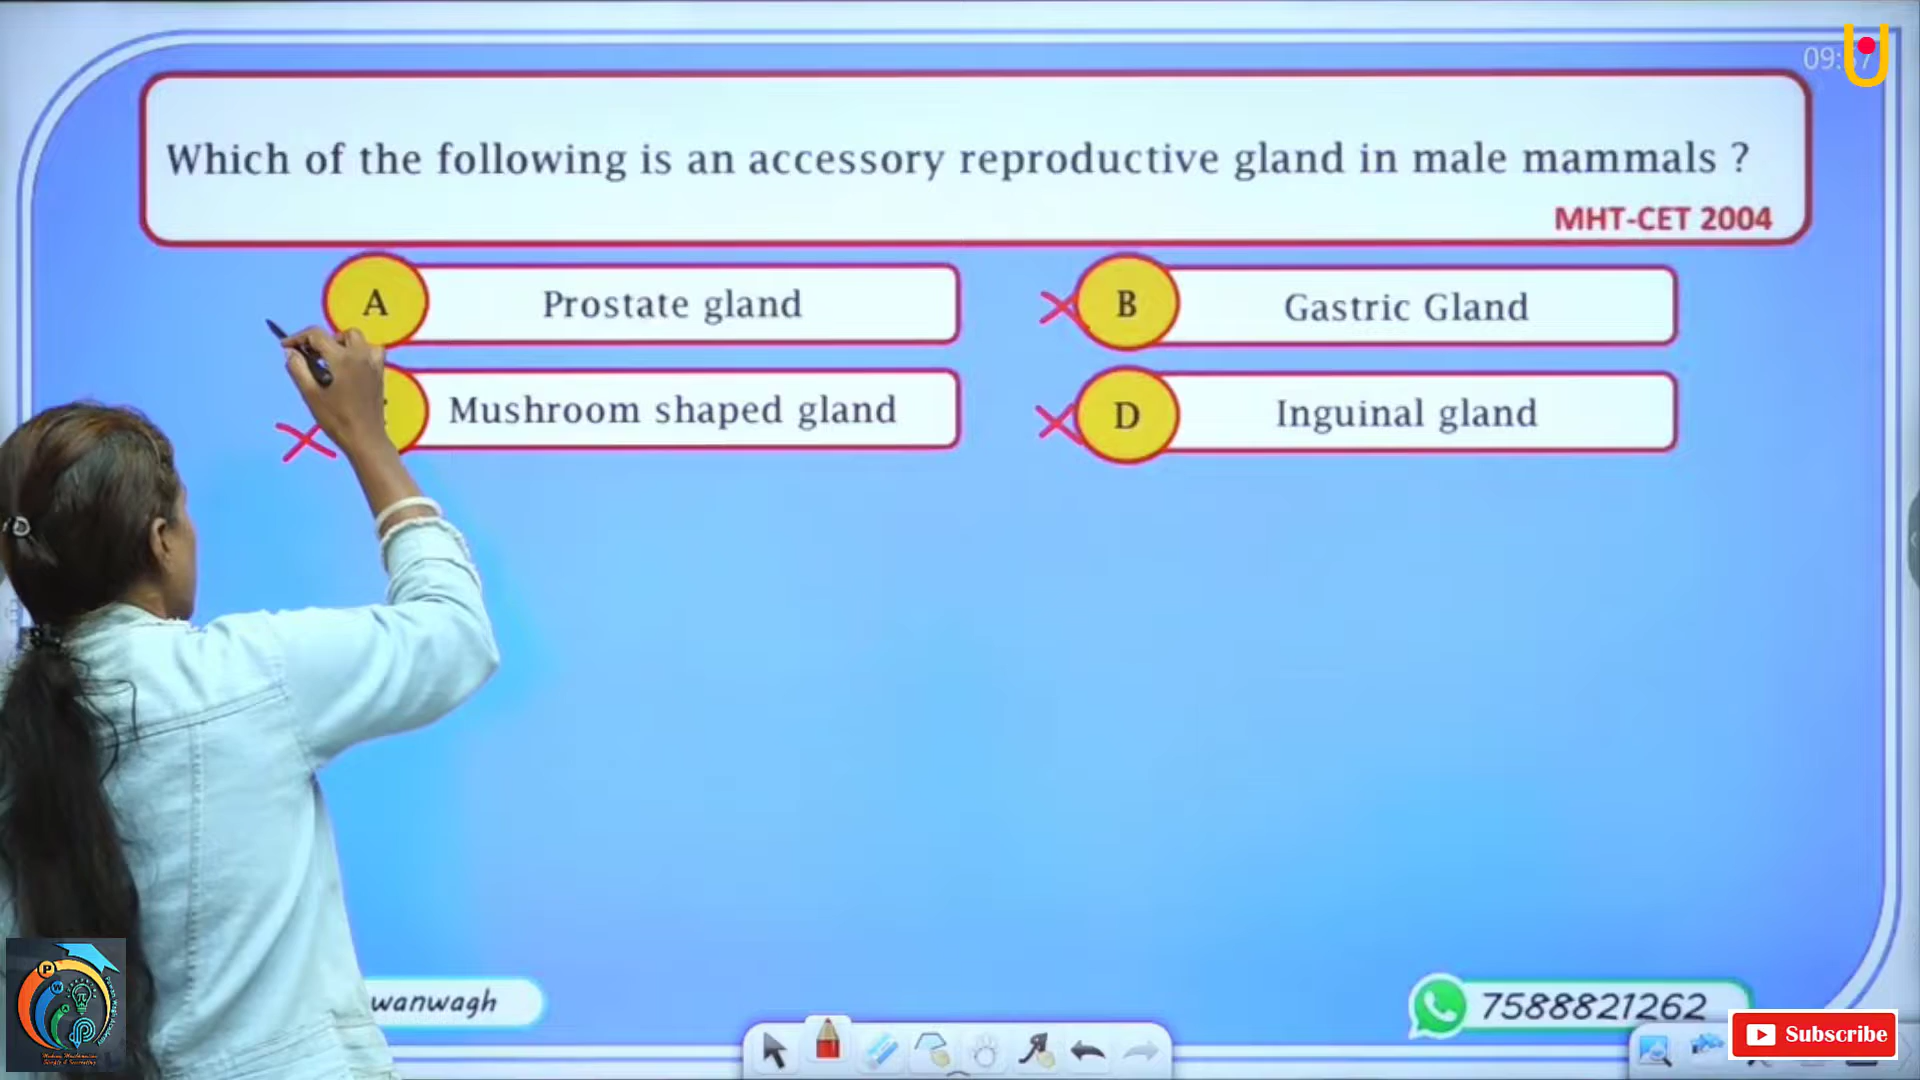 Which of the following is an accessory reproductive gland in male mammals ?
MHT-CET 2004
A
Prostate gland
B
Gastric Gland
Mushroom shaped gland
D
Inguinal gland
wanwagh
7588821262
Subscribe